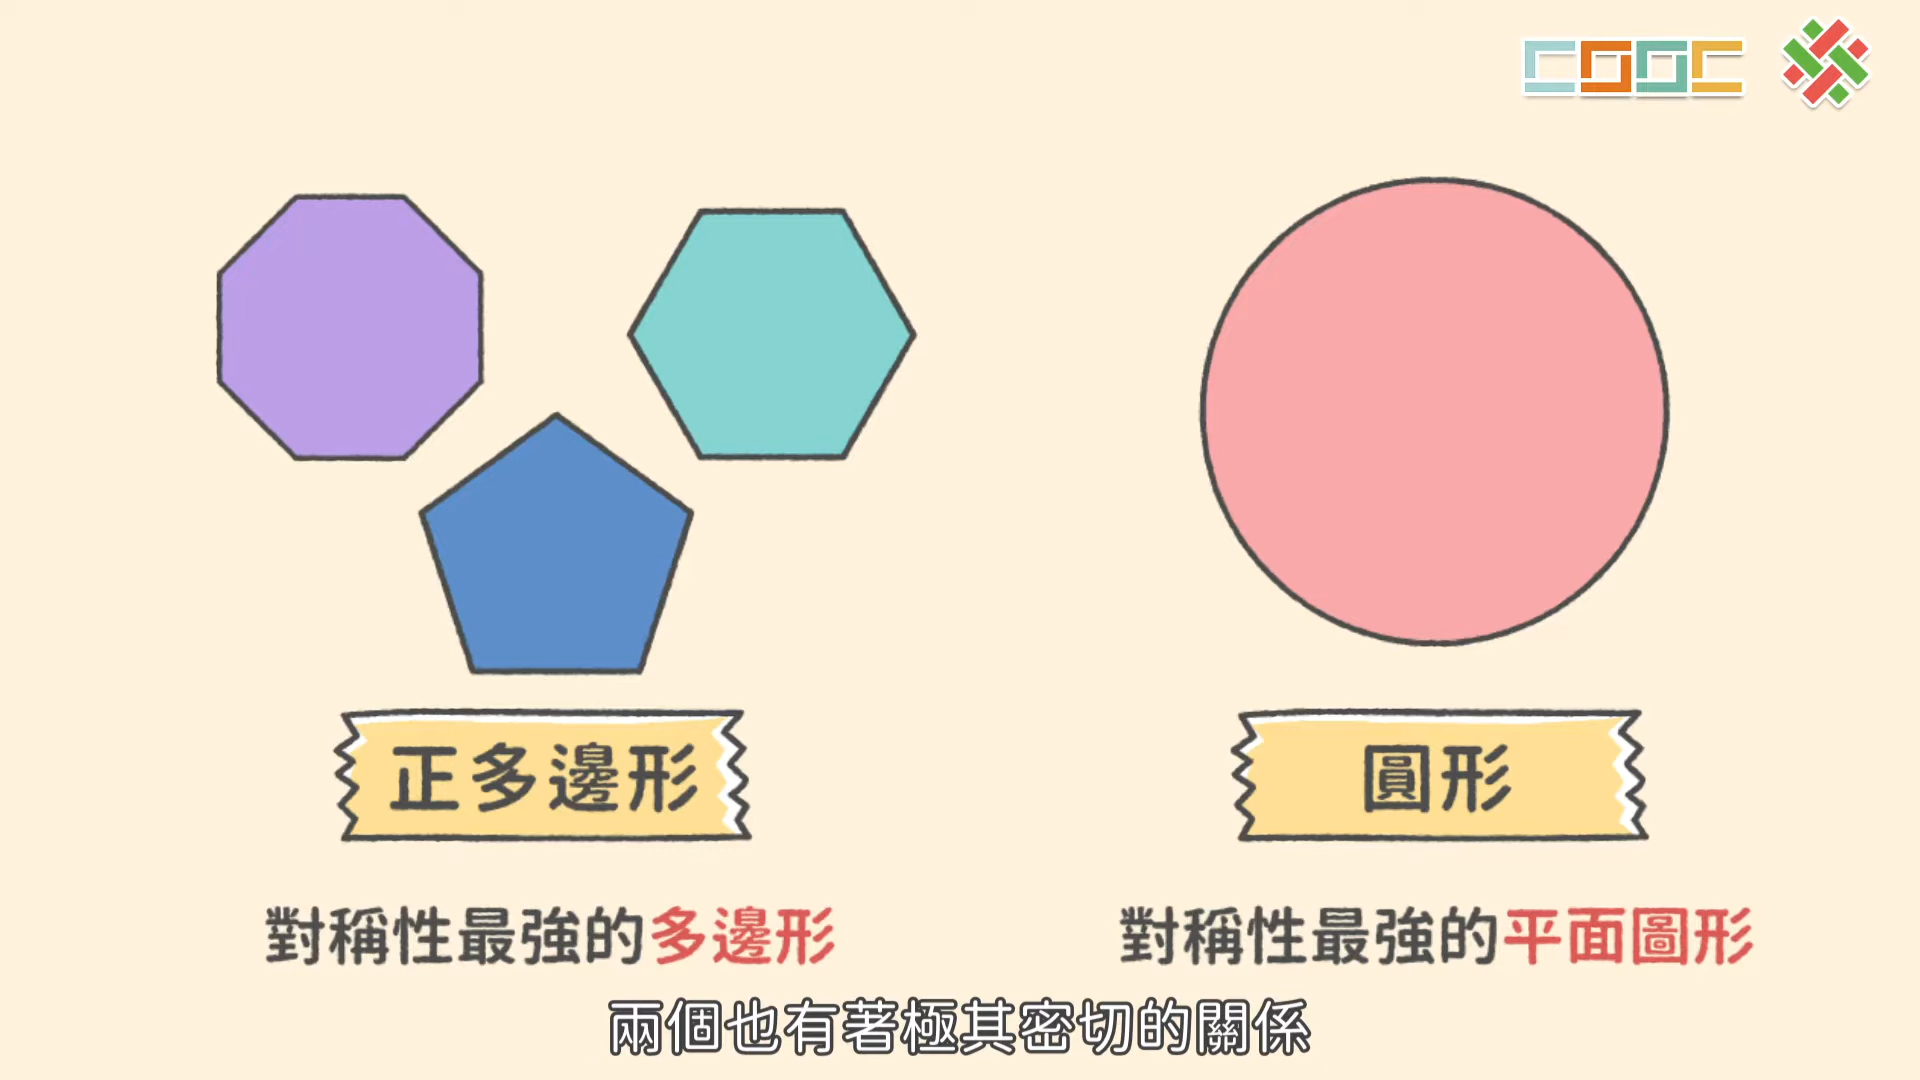 COOC
正多邊形
圓形
對稱性最強的多邊形
對稱性最強的平面圖形
兩個也有著極其密切的關係